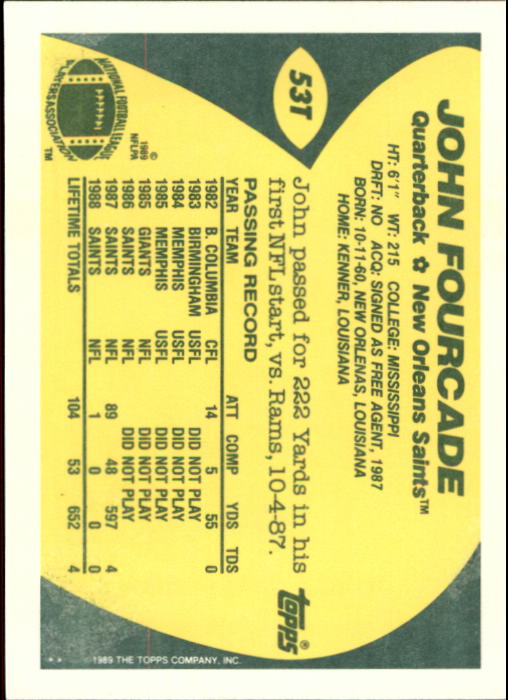 53T
JOHN FOURCADE
Quarterback ✿ New Orleans Saints™
HT: 6'1" WT: 215 COLLEGE: MISSISSIPPI
DRFT: NO ACQ: SIGNED AS FREE AGENT, 1987
BORN: 10-11-60, NEW ORLENAS, LOUISIANA
HOME: KENNER, LOUISIANA
John passed for 222 Yards in his
first NFL start, vs. Rams, 10-4-87.
topps®
PASSING RECORD
YEAR TEAM ATT COMP YDS TDS
1982 B. COLUMBIA CFL 14 5 55 0
1983 BIRMINGHAM USFL DID NOT PLAY
1984 MEMPHIS USFL DID NOT PLAY
1985 MEMPHIS USFL DID NOT PLAY
1985 GIANTS NFL DID NOT PLAY
1986 SAINTS NFL DID NOT PLAY
1987 SAINTS NFL 89 48 597 4
1988 SAINTS NFL 1 0 0 0
LIFETIME TOTALS 104 53 652 4
NATIONAL FOOTBALL LEAGUE
PLAYERS ASSOCIATION
™
©
1989
NFLPA
** 1989 THE TOPPS COMPANY, INC.